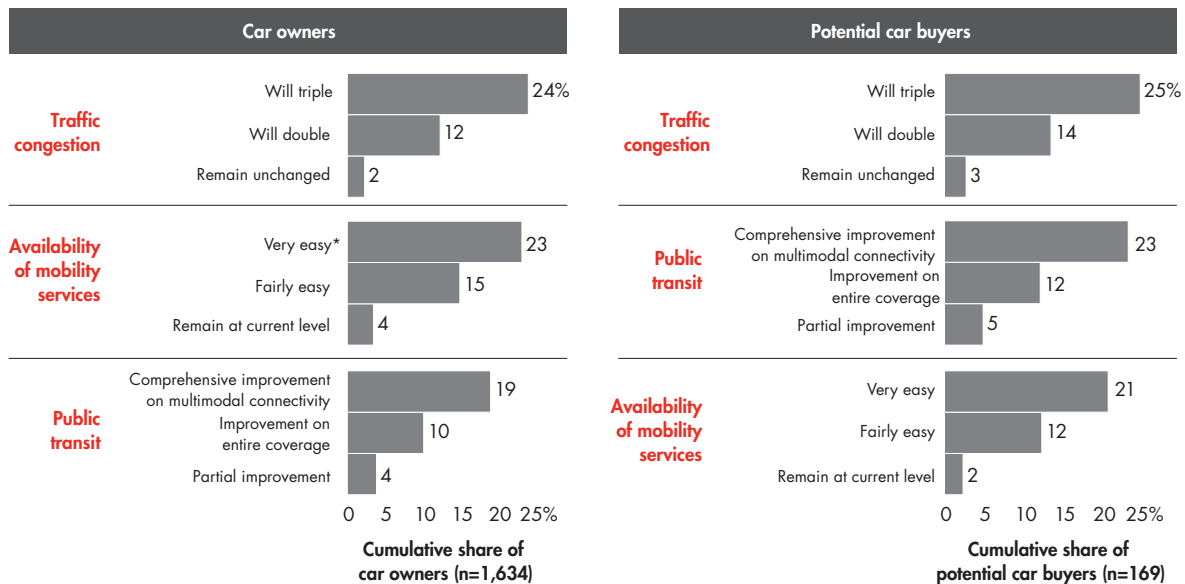 Car owners
Traffic
congestion
Will triple
24%
Will double
12
Remain unchanged
2
Availability
of mobility
services
Very easy*
23
Fairly easy
15
Remain at current level
4
Public
transit
Comprehensive improvement
on multimodal connectivity
19
Improvement on
entire coverage
10
Partial improvement
4
0 5 10 15 20 25%
Cumulative share of
car owners (n=1,634)
Potential car buyers
Traffic
congestion
Will triple
25%
Will double
14
Remain unchanged
3
Public
transit
Comprehensive improvement
on multimodal connectivity
23
Improvement on
entire coverage
12
Partial improvement
5
Availability
of mobility
services
Very easy
21
Fairly easy
12
Remain at current level
2
0 5 10 15 20 25%
Cumulative share of
potential car buyers (n=169)